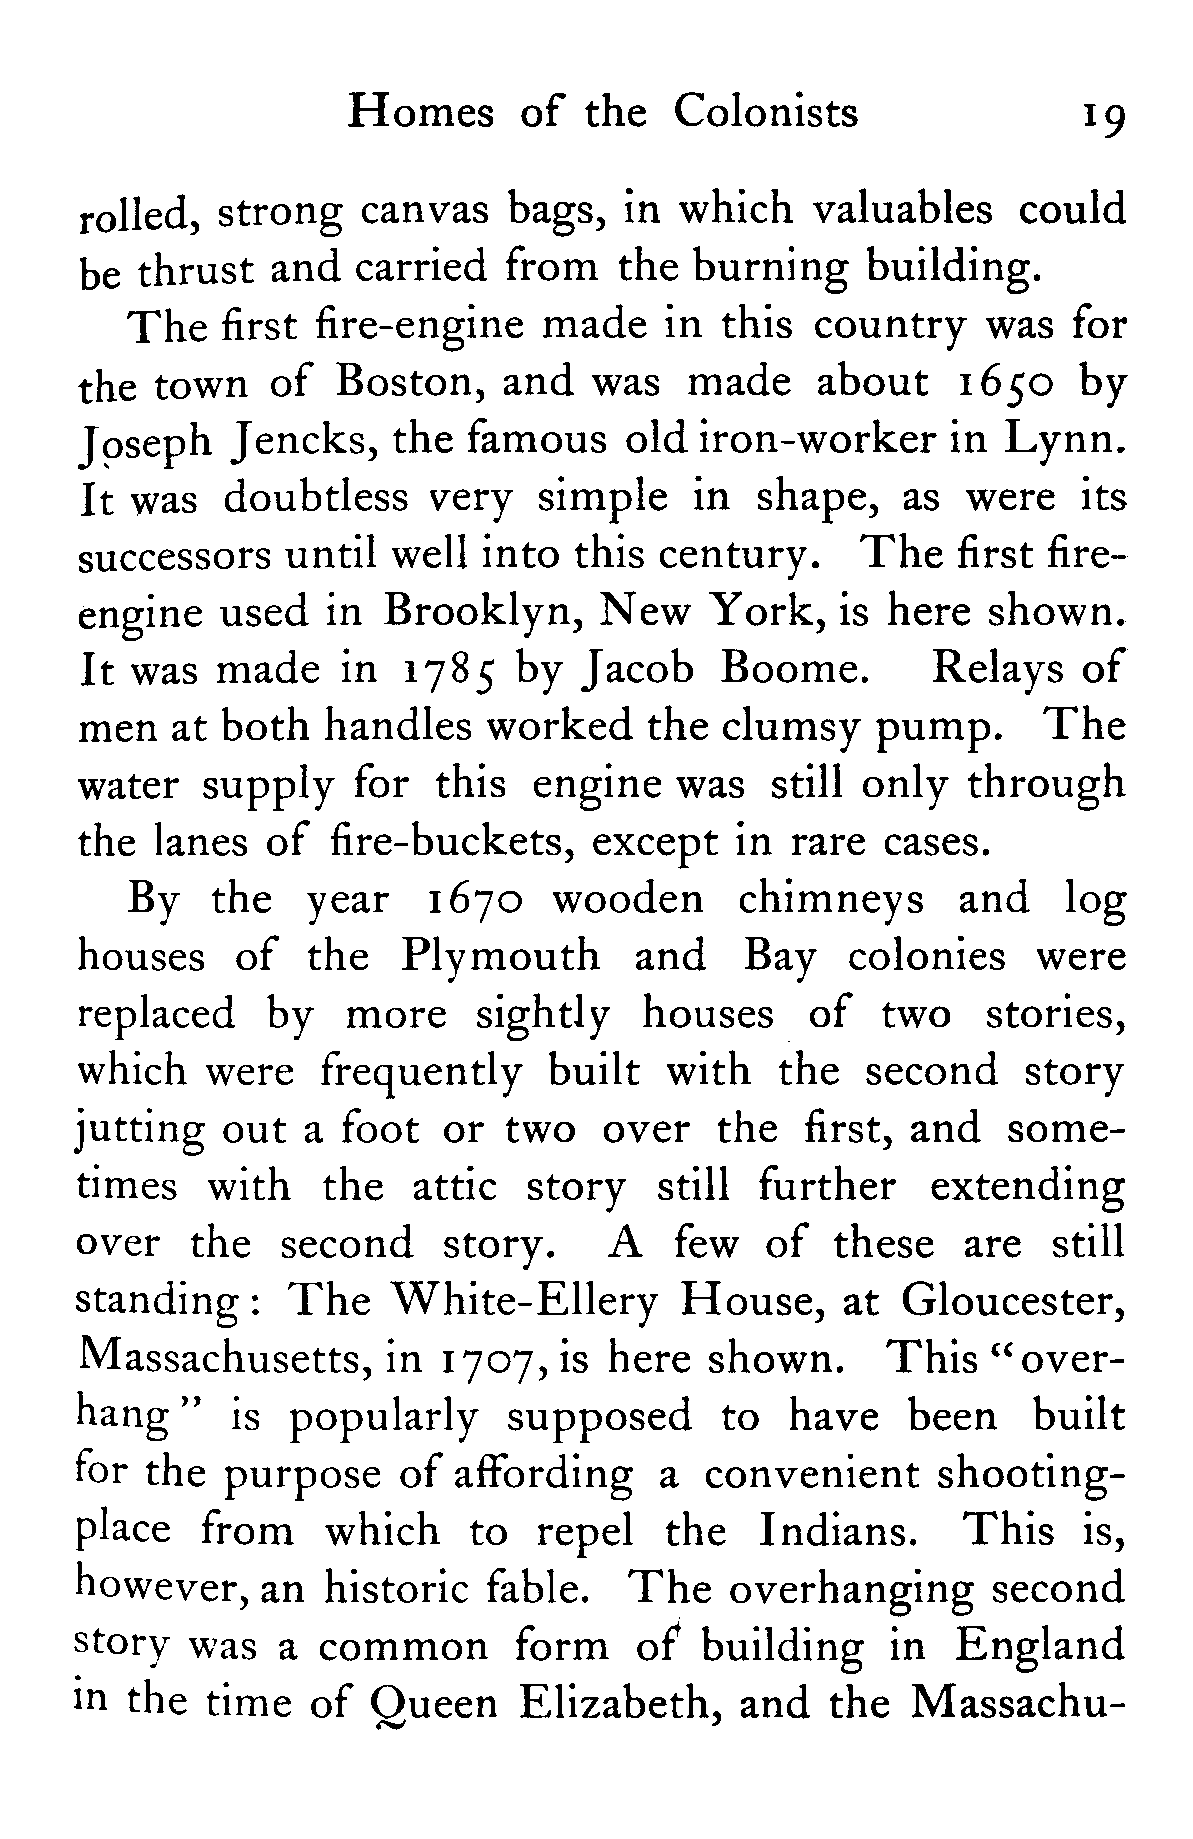 Homes of the Colonists 19
rolled, strong canvas bags, in which valuables could
be thrust and carried from the burning building.
The first fire-engine made in this country was for
the town of Boston, and was made about 1650 by
Joseph Jencks, the famous old iron-worker in Lynn.
It was doubtless very simple in shape, as were its
successors until well into this century. The first fire-
engine used in Brooklyn, New York, is here shown.
It was made in 1785 by Jacob Boome. Relays of
men at both handles worked the clumsy pump. The
water supply for this engine was still only through
the lanes of fire-buckets, except in rare cases.
By the year 1670 wooden chimneys and log
houses of the Plymouth and Bay colonies were
replaced by more sightly houses of two stories,
which were frequently built with the second story
jutting out a foot or two over the first, and some-
times with the attic story still further extending
over the second story. A few of these are still
standing : The White-Ellery House, at Gloucester,
Massachusetts, in 1707, is here shown. This “over-
hang” is popularly supposed to have been built
for the purpose of affording a convenient shooting-
place from which to repel the Indians. This is,
however, an historic fable. The overhanging second
story was a common form of building in England
in the time of Queen Elizabeth, and the Massachu-